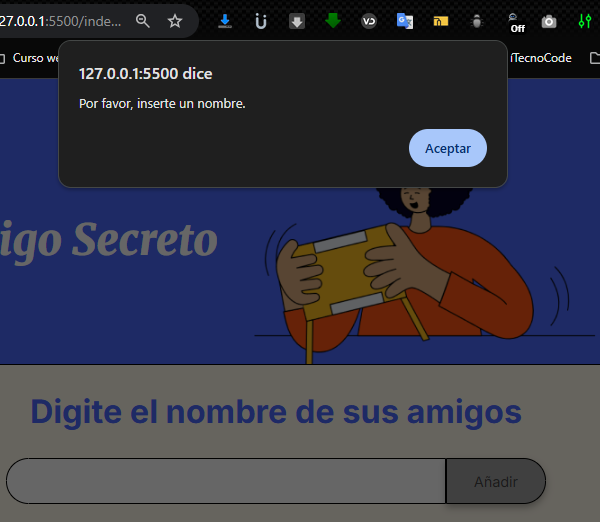 27.0.0.1:5500/inde...
Off
Curso we
iTecnoCode
127.0.0.1:5500 dice
Por favor, inserte un nombre.
Aceptar
igo Secreto
Digite el nombre de sus amigos
Añadir